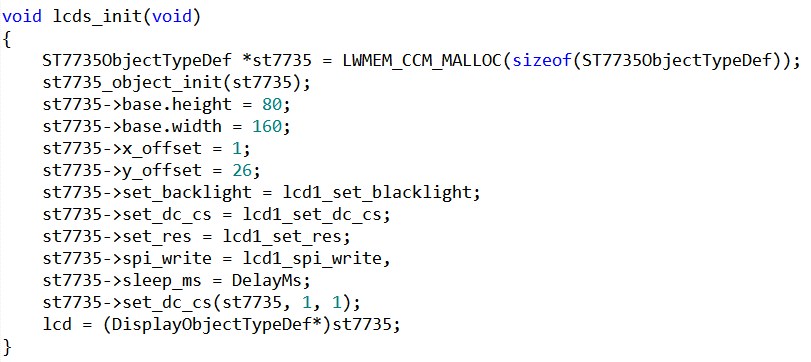 void lcds_init(void)
{
    ST7735ObjectTypeDef *st7735 = LWMEM_CCM_MALLOC(sizeof(ST7735ObjectTypeDef));
    st7735_object_init(st7735);
    st7735->base.height = 80;
    st7735->base.width = 160;
    st7735->x_offset = 1;
    st7735->y_offset = 26;
    st7735->set_backlight = lcd1_set_blacklight;
    st7735->set_dc_cs = lcd1_set_dc_cs;
    st7735->set_res = lcd1_set_res;
    st7735->spi_write = lcd1_spi_write,
    st7735->sleep_ms = DelayMs;
    st7735->set_dc_cs(st7735, 1, 1);
    lcd = (DisplayObjectTypeDef*)st7735;
}